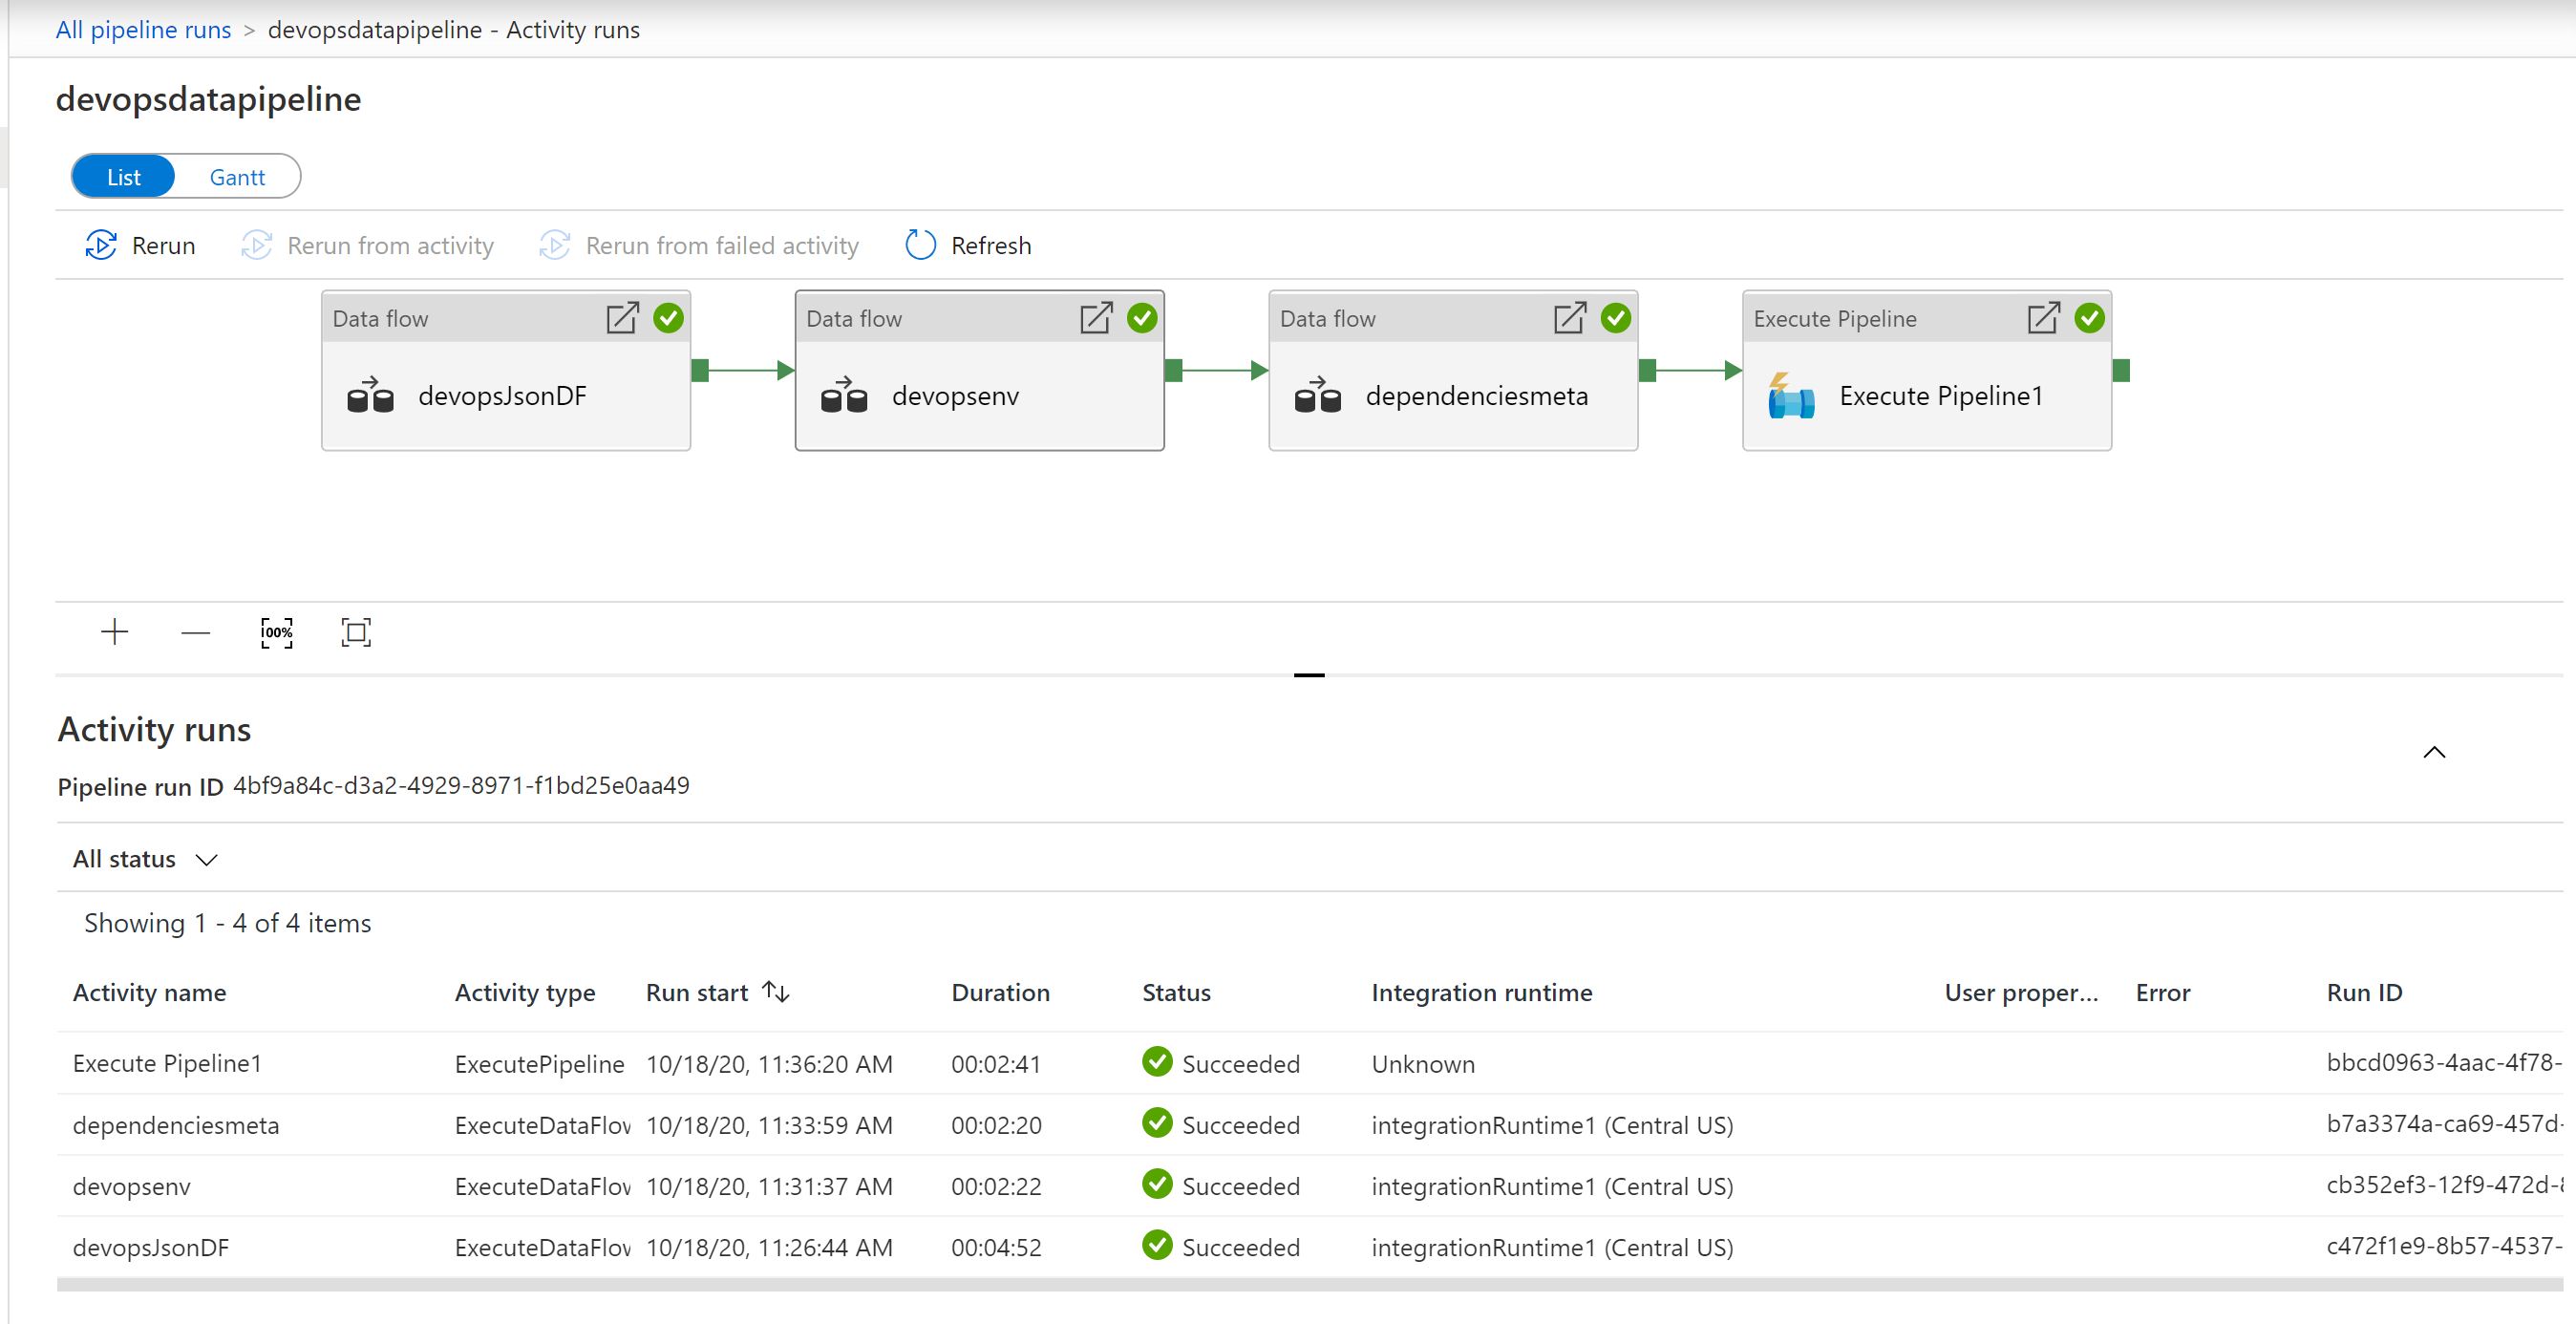 All pipeline runs > devopsdatapipeline - Activity runs
devopsdatapipeline
List Gantt
Rerun Rerun from activity Rerun from failed activity Refresh
Data flow Data flow Data flow Execute Pipeline
devopsJsonDF devopsenv dependenciesmeta Execute Pipeline1
100%
Activity runs
Pipeline run ID 4bf9a84c-d3a2-4929-8971-f1bd25e0aa49
All status
Showing 1 - 4 of 4 items
Activity name Activity type Run start Duration Status Integration runtime User proper... Error Run ID
Execute Pipeline1 ExecutePipeline 10/18/20, 11:36:20 AM 00:02:41 Succeeded Unknown bbcd0963-4aac-4f78-
dependenciesmeta ExecuteDataFlow 10/18/20, 11:33:59 AM 00:02:20 Succeeded integrationRuntime1 (Central US) b7a3374a-ca69-457d-
devopsenv ExecuteDataFlow 10/18/20, 11:31:37 AM 00:02:22 Succeeded integrationRuntime1 (Central US) cb352ef3-12f9-472d-8
devopsJsonDF ExecuteDataFlow 10/18/20, 11:26:44 AM 00:04:52 Succeeded integrationRuntime1 (Central US) c472f1e9-8b57-4537-